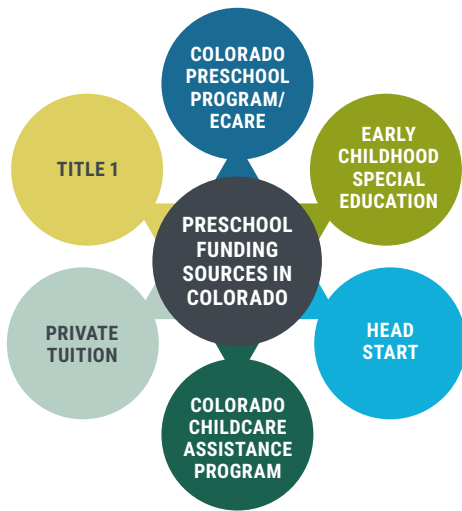 COLORADO
PRESCHOOL
PROGRAM/
ECARE
EARLY
CHILDHOOD
SPECIAL
EDUCATION
TITLE 1
PRESCHOOL
FUNDING
SOURCES IN
COLORADO
HEAD
START
PRIVATE
TUITION
COLORADO
CHILDCARE
ASSISTANCE
PROGRAM